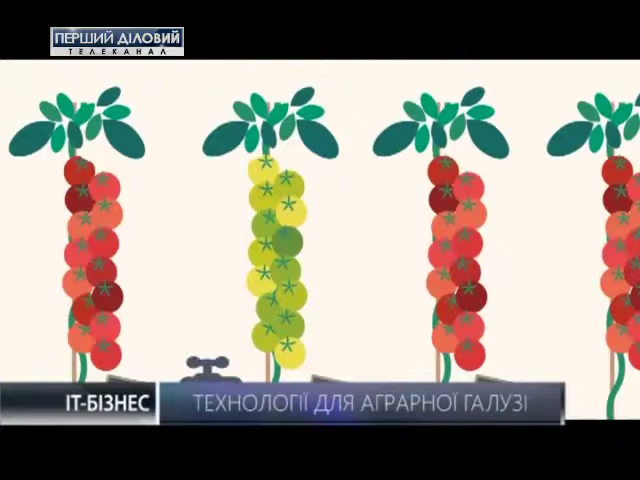 ПЕРШИЙ ДІЛОВИЙ
ТЕЛЕКАНАЛ
ІТ-БІЗНЕС
ТЕХНОЛОГІЇ ДЛЯ АГРАРНОЇ ГАЛУЗІ